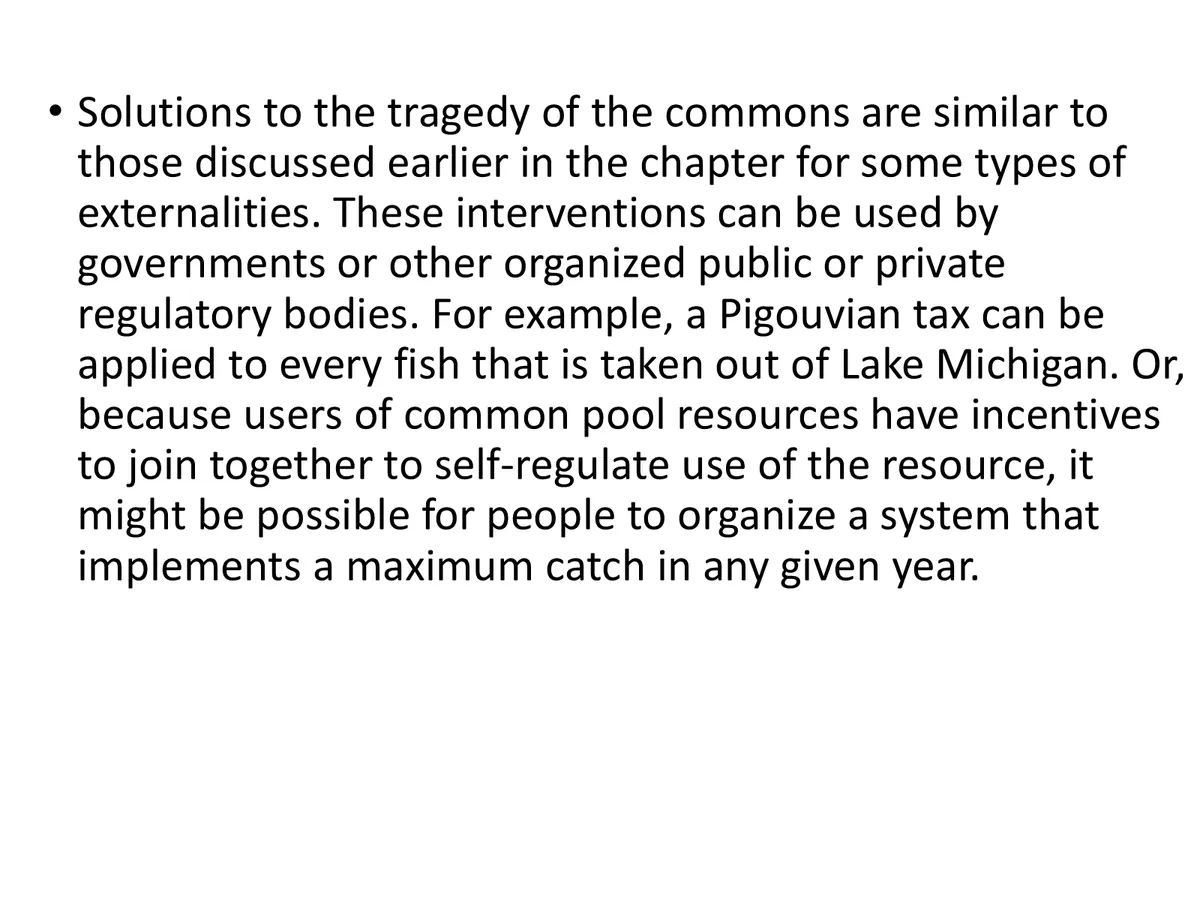 • Solutions to the tragedy of the commons are similar to
those discussed earlier in the chapter for some types of
externalities. These interventions can be used by
governments or other organized public or private
regulatory bodies. For example, a Pigouvian tax can be
applied to every fish that is taken out of Lake Michigan. Or,
because users of common pool resources have incentives
to join together to self-regulate use of the resource, it
might be possible for people to organize a system that
implements a maximum catch in any given year.